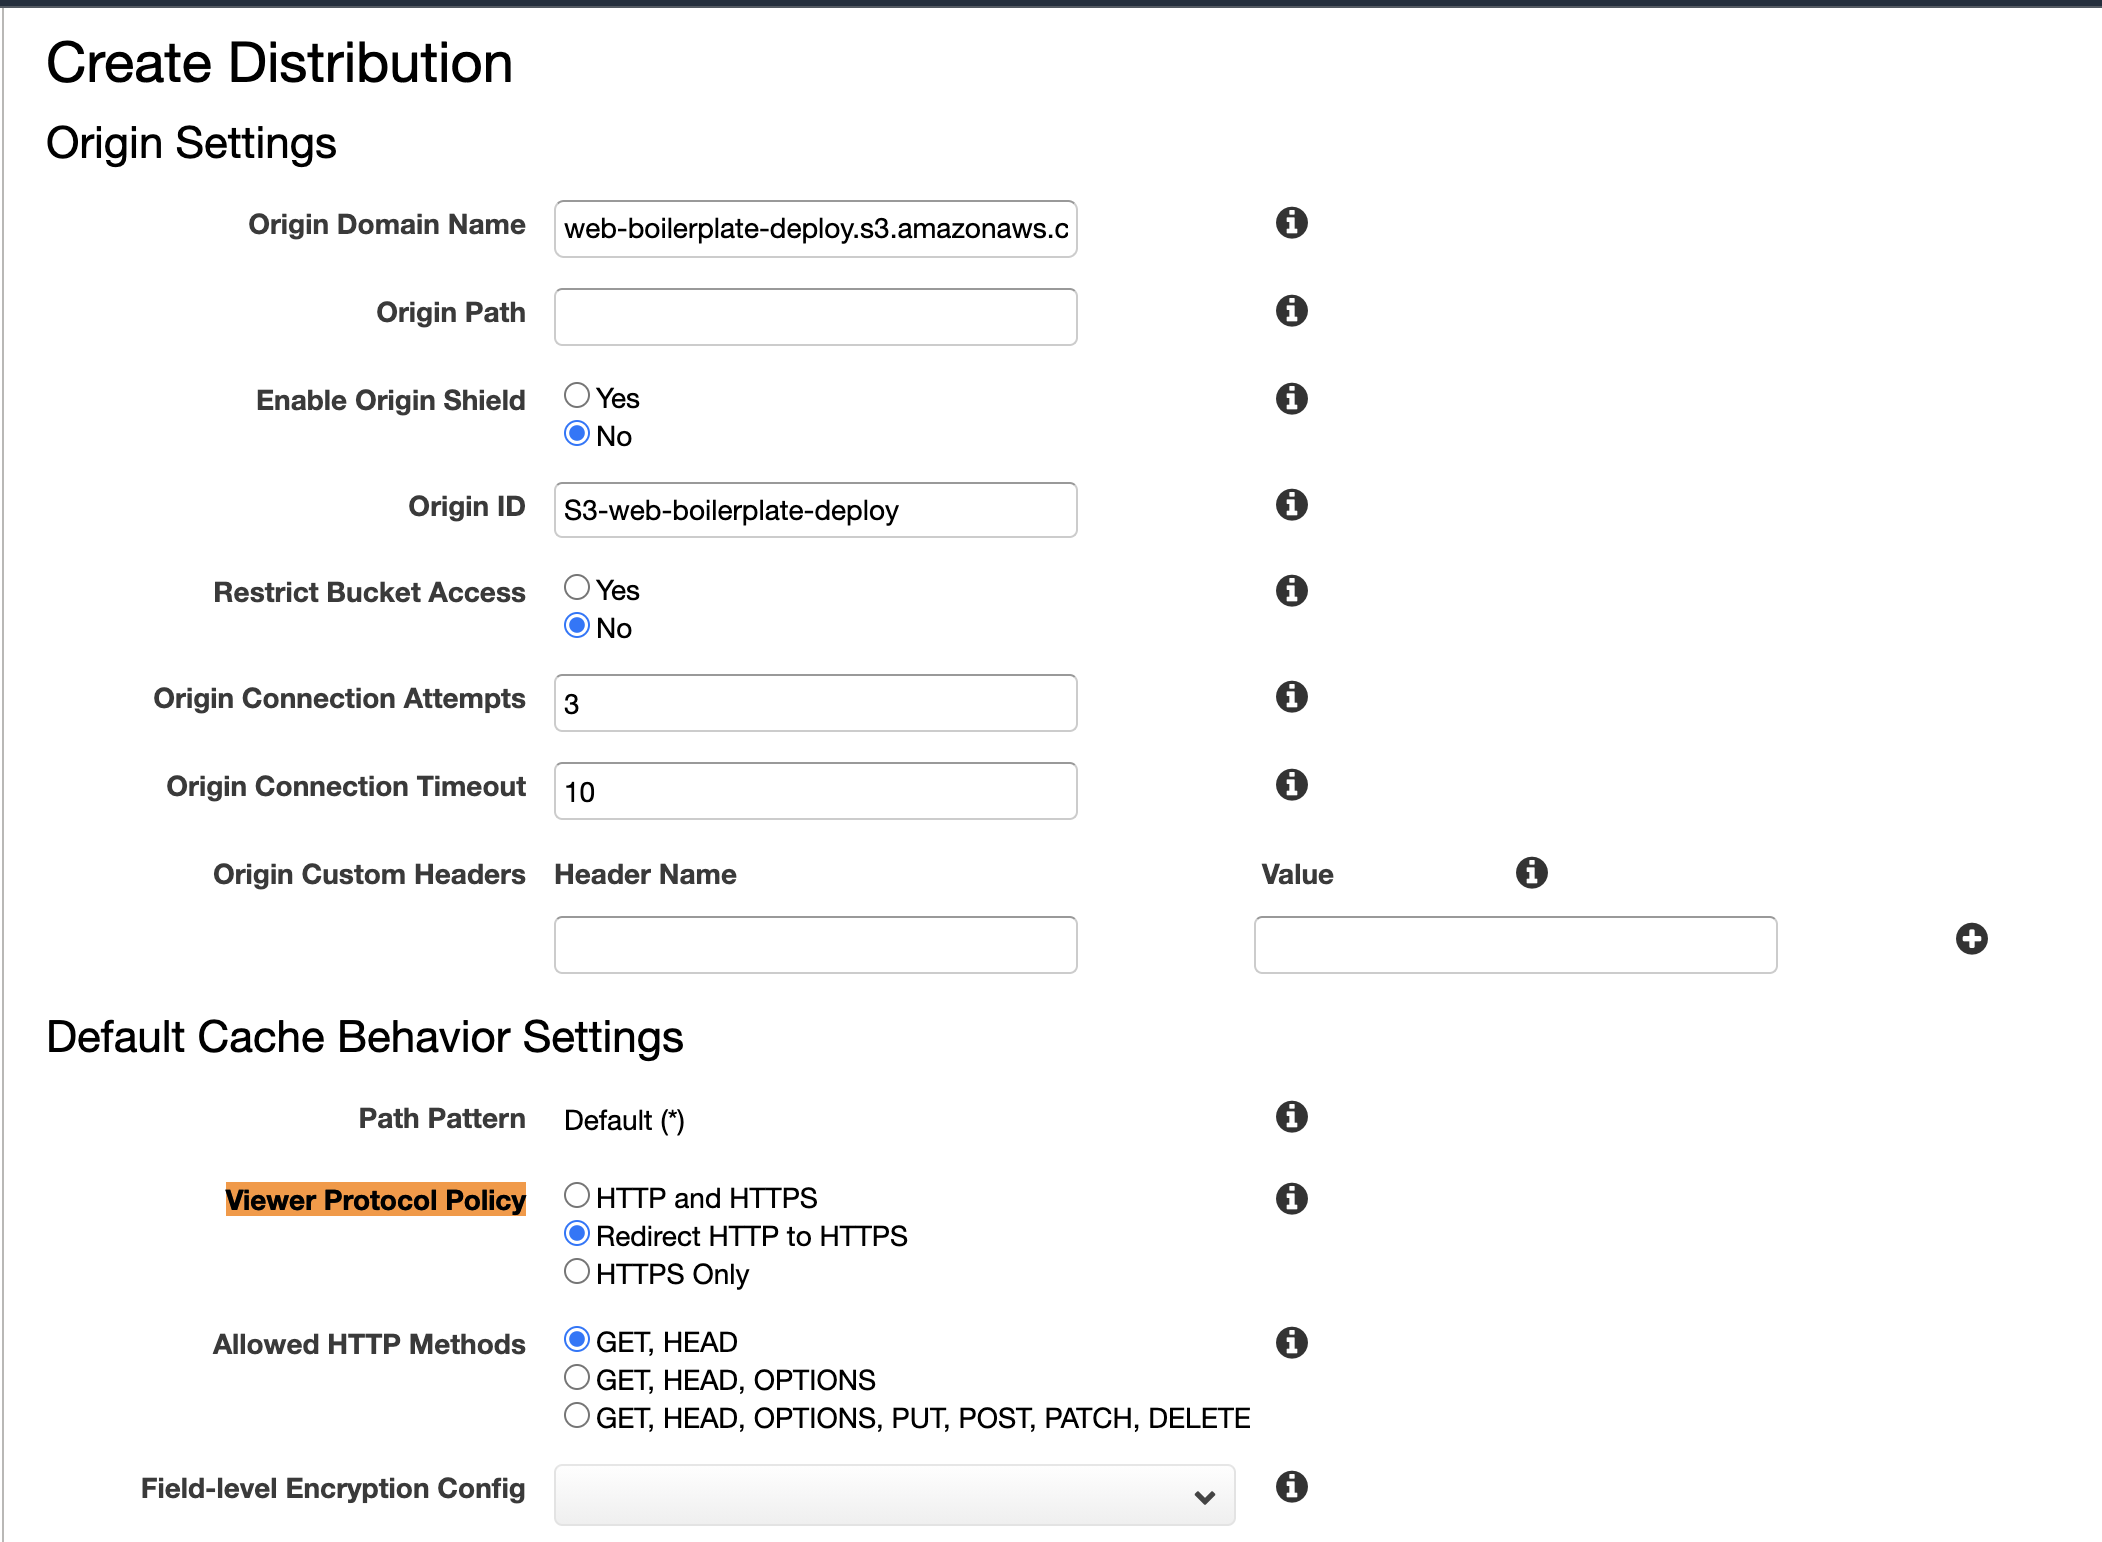 Create Distribution
Origin Settings
Origin Domain Name web-boilerplate-deploy.s3.amazonaws.c
Origin Path
Enable Origin Shield Yes
No
Origin ID S3-web-boilerplate-deploy
Restrict Bucket Access Yes
No
Origin Connection Attempts 3
Origin Connection Timeout 10
Origin Custom Headers Header Name Value
Default Cache Behavior Settings
Path Pattern Default (*)
Viewer Protocol Policy HTTP and HTTPS
Redirect HTTP to HTTPS
HTTPS Only
Allowed HTTP Methods GET, HEAD
GET, HEAD, OPTIONS
GET, HEAD, OPTIONS, PUT, POST, PATCH, DELETE
Field-level Encryption Config